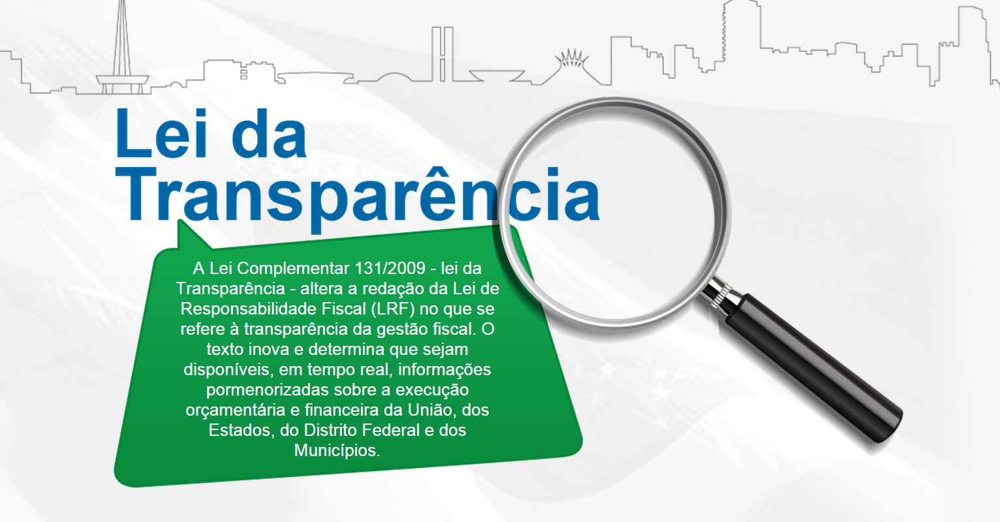 Lei da
Transparência
A Lei Complementar 131/2009 - lei da
Transparência - altera a redação da Lei de
Responsabilidade Fiscal (LRF) no que se
refere à transparência da gestão fiscal. O
texto inova e determina que sejam
disponíveis, em tempo real, informações
pormenorizadas sobre a execução
orçamentária e financeira da União, dos
Estados, do Distrito Federal e dos
Municípios.